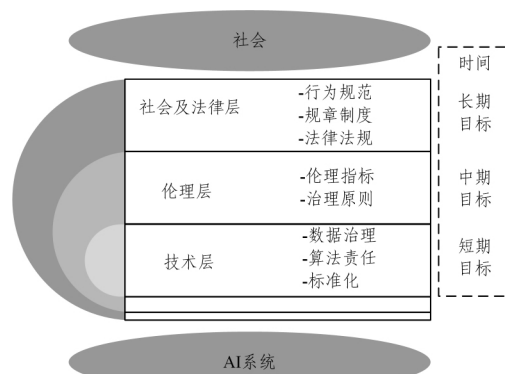 社会
时间
社会及法律层
-行为规范
-规章制度
-法律法规
长期
目标
伦理层
-伦理指标
-治理原则
中期
目标
技术层
-数据治理
-算法责任
-标准化
短期
目标
AI系统